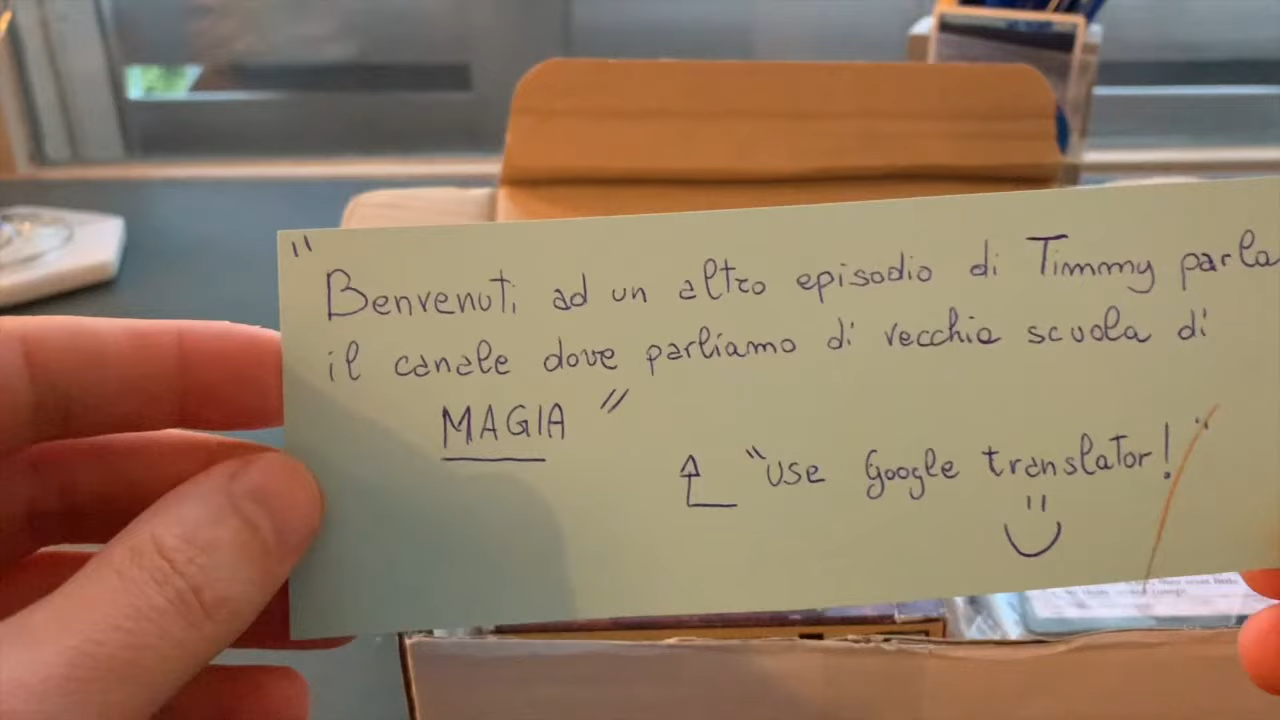 "Benvenuti ad un altro episodio di Timmy parla
il canale dove parliamo di vecchia scuola di
MAGIA"
"use Google translator!"